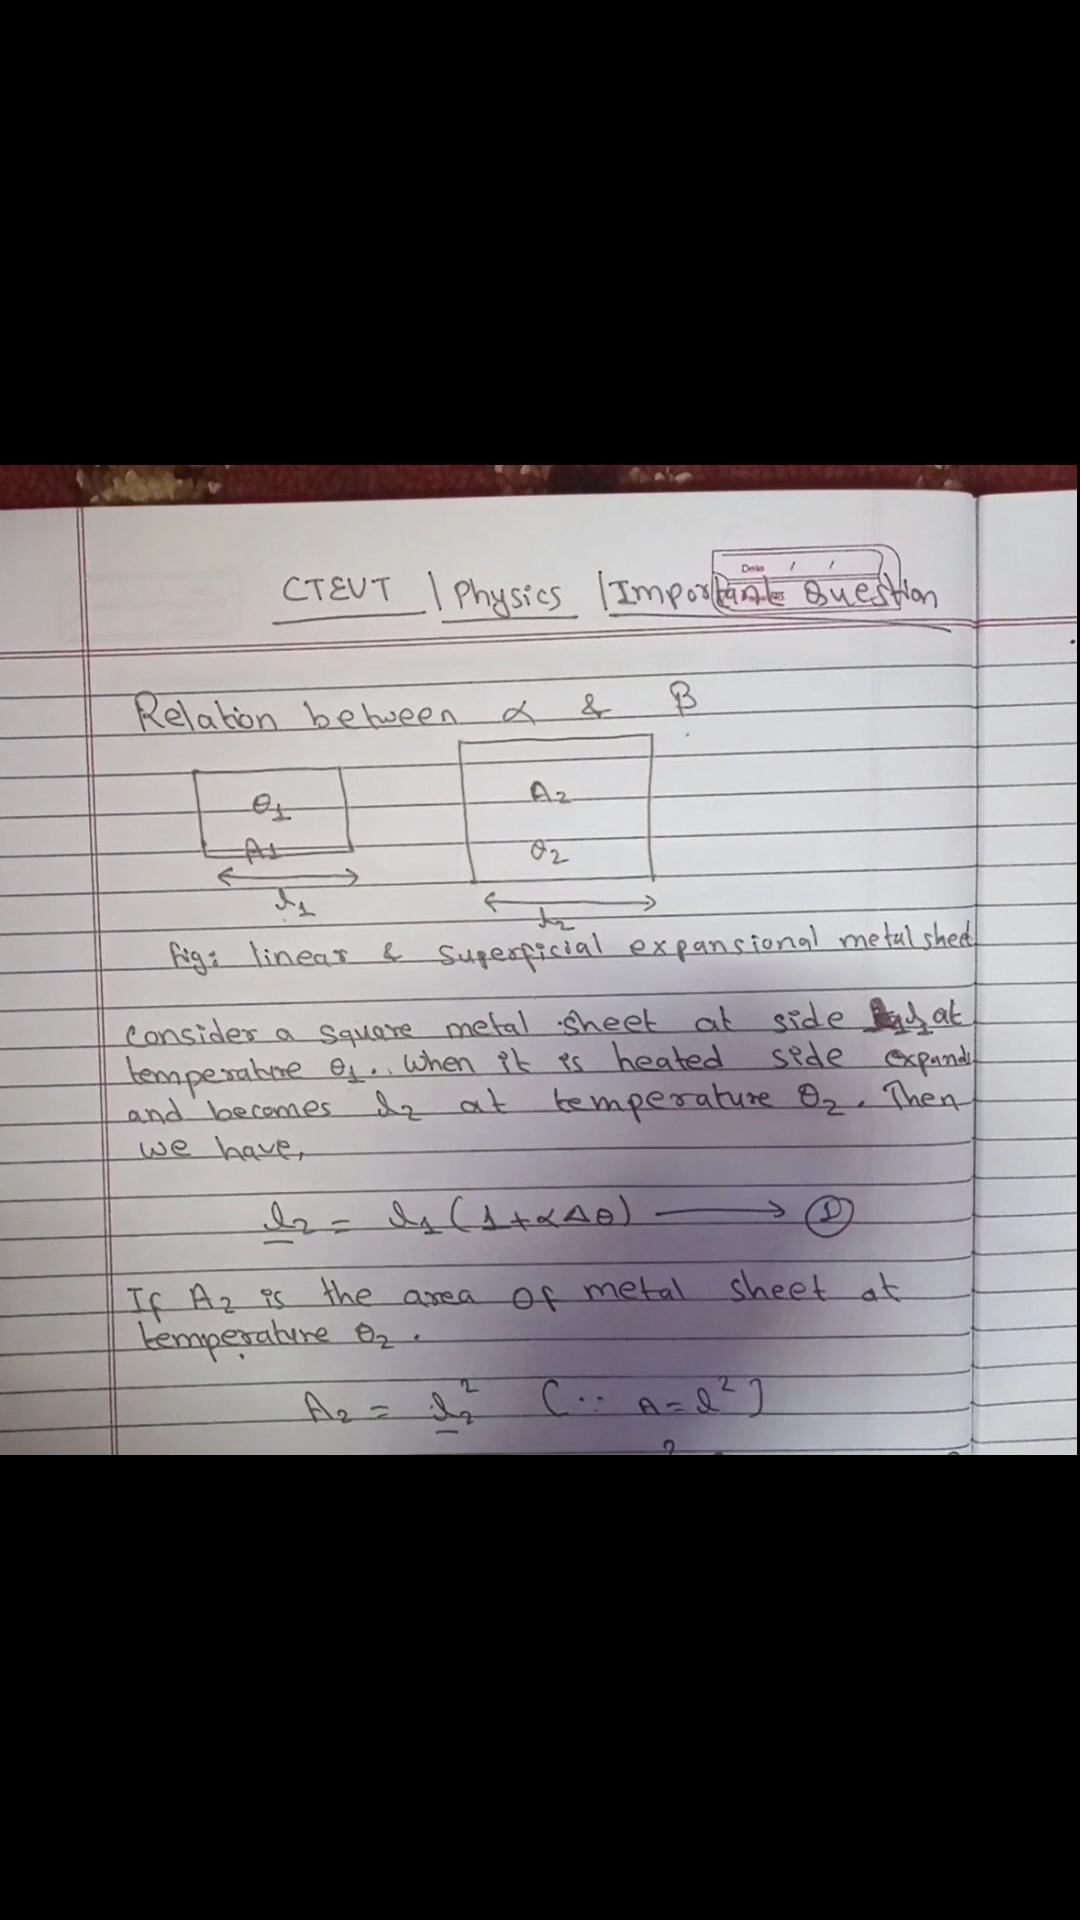 CTEVT | Physics | Important Question
Date / /
Relation between α & β
θ1
A1
l1
A2
θ2
l2
fig: linear & Superficial expansional metal sheet
Consider a square metal sheet at side l1 at
temperature θ1. When it is heated side expand
and becomes l2 at temperature θ2. Then
we have,
l2 = l1 (1+α∆θ) ⟶ ①
If A2 is the area of metal sheet at
temperature θ2.
A2 = l2² [∵ A=l²]